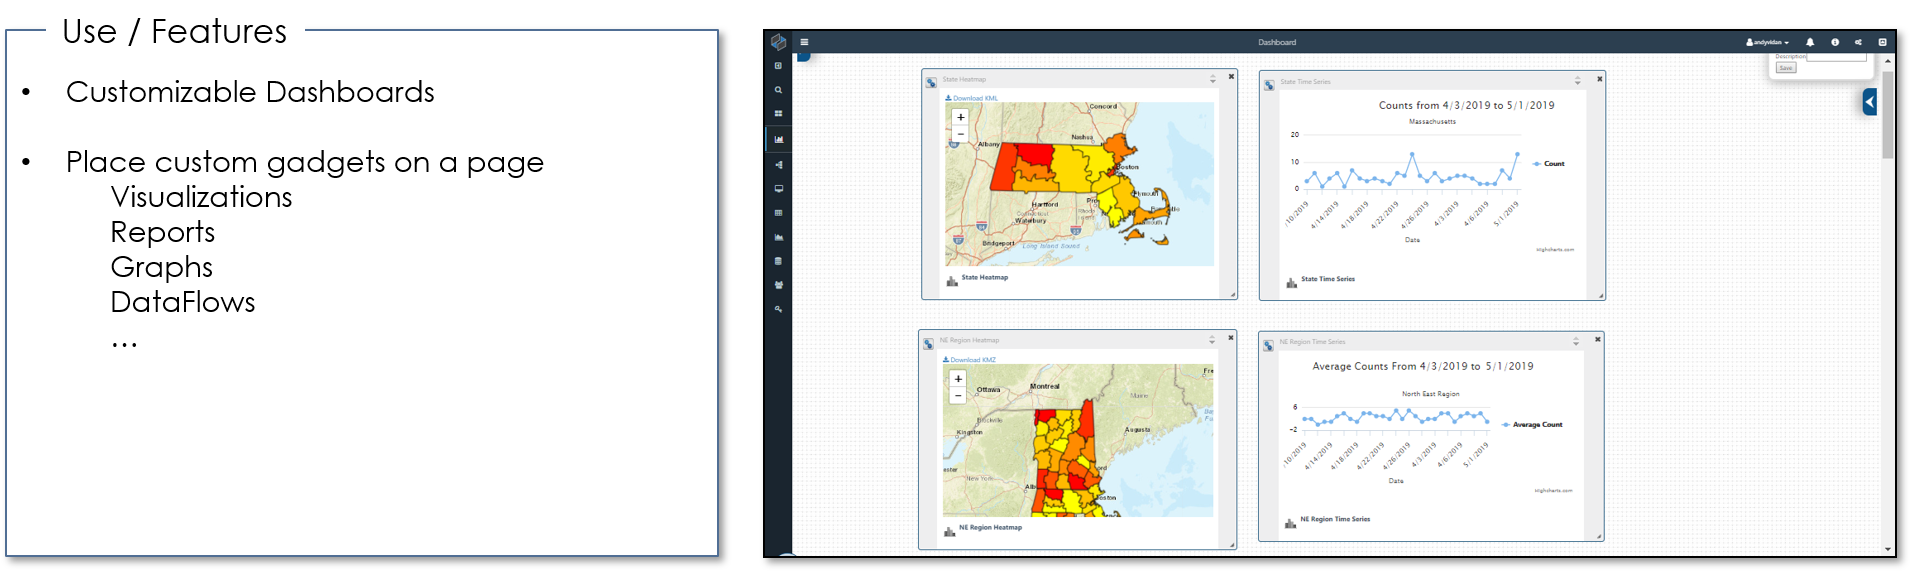 Use / Features
• Customizable Dashboards
• Place custom gadgets on a page
Visualizations
Reports
Graphs
DataFlows
...
Dashboard
andyvidan
Description
Save
State Heatmap
Download KML
+
−
Concord
Nashua
Albany
Boston
Hartford
Waterbury
Bridgeport
Long Island Sound
State Heatmap
State Time Series
Counts from 4/3/2019 to 5/1/2019
Massachusetts
20
10
0
Count
/10/2019 4/14/2019 4/18/2019 4/22/2019 4/26/2019 4/3/2019 4/6/2019 5/1/2019
Date
Highcharts.com
State Time Series
NE Region Heatmap
Download KMZ
+
−
Ottawa
Montreal
Maine
Brockville
Kingston
Augusta
New York
NE Region Heatmap
NE Region Time Series
Average Counts From 4/3/2019 to 5/1/2019
North East Region
6
−2
Average Count
/10/2019 4/14/2019 4/18/2019 4/22/2019 4/26/2019 4/3/2019 4/6/2019 5/1/2019
Date
Highcharts.com
NE Region Time Series